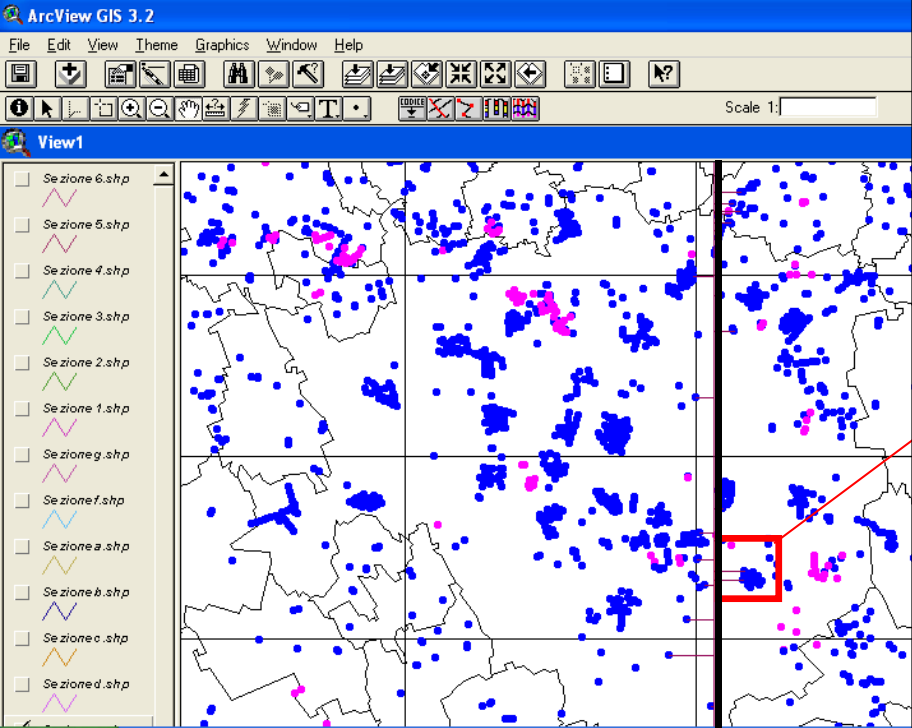 ArcView GIS 3.2
File Edit View Theme Graphics Window Help
CODICE
Scale 1:
View1
Sezione 6.shp
Sezione 5.shp
Sezione 4.shp
Sezione 3.shp
Sezione 2.shp
Sezione 1.shp
Sezione g.shp
Sezione f.shp
Sezione a.shp
Sezione b.shp
Sezione c.shp
Sezione d.shp